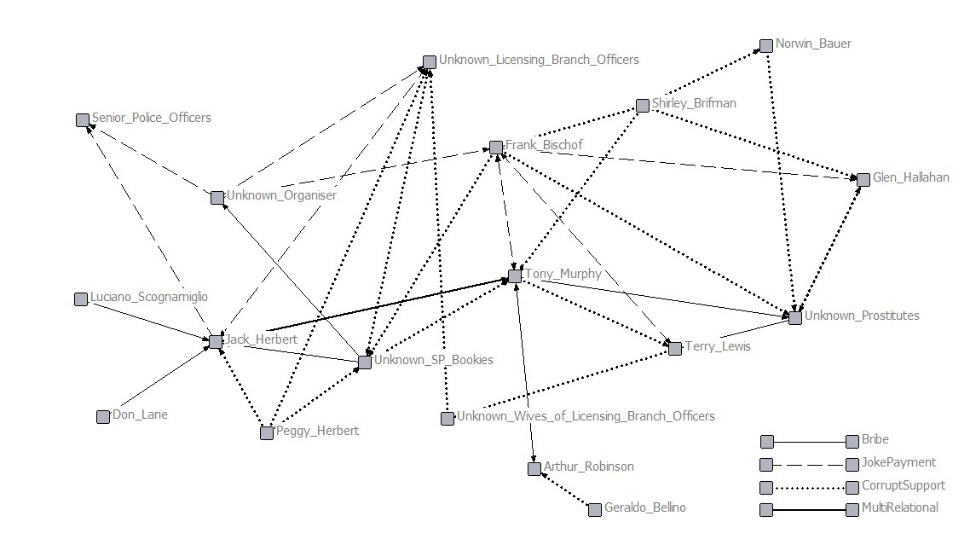 Norwin_Bauer
Unknown_Licensing_Branch_Officers
Shirley_Brifman
Senior_Police_Officers
Frank_Bischof
Glen_Hallahan
Unknown_Organiser
Tony_Murphy
Luciano_Scognamiglio
Unknown_Prostitutes
Jack_Herbert
Terry_Lewis
Unknown_SP_Bookies
Don_Lane
Unknown_Wives_of_Licensing_Branch_Officers
Peggy_Herbert
Bribe
JokePayment
Arthur_Robinson
CorruptSupport
Geraldo_Bellino
MultiRelational